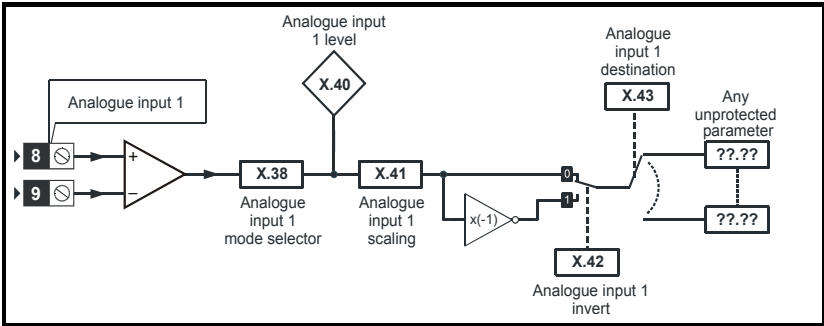 Analogue input
1 level
X.40
Analogue
input 1
destination
X.43
Any
unprotected
parameter
Analogue input 1
8
+
9
−
X.38
Analogue
input 1
mode selector
X.41
Analogue
input 1
scaling
x(-1)
0
1
??.??
??.??
X.42
Analogue input 1
invert